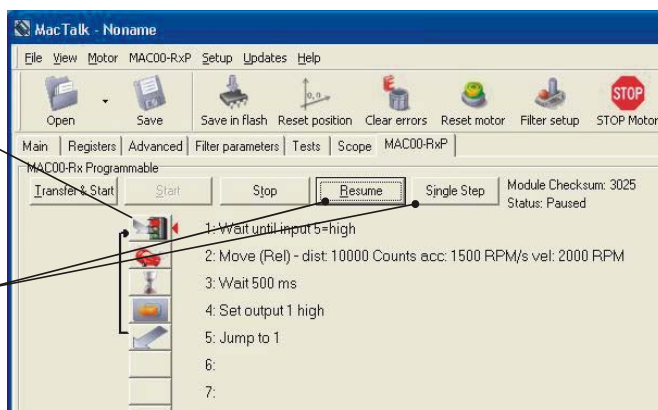 MacTalk - Noname
File View Motor MAC00-RxP Setup Updates Help
Open Save Save in flash Reset position Clear errors Reset motor Filter setup STOP Motor
STOP
Main Registers Advanced Filter parameters Tests Scope MAC00-RxP
MAC00-Rx Programmable
Transfer & Start Start Stop Resume Single Step Module Checksum: 3025
Status: Paused
1: Wait until input 5=high
2: Move (Rel) - dist: 10000 Counts acc: 1500 RPM/s vel: 2000 RPM
3: Wait 500 ms
4: Set output 1 high
5: Jump to 1
6:
7: